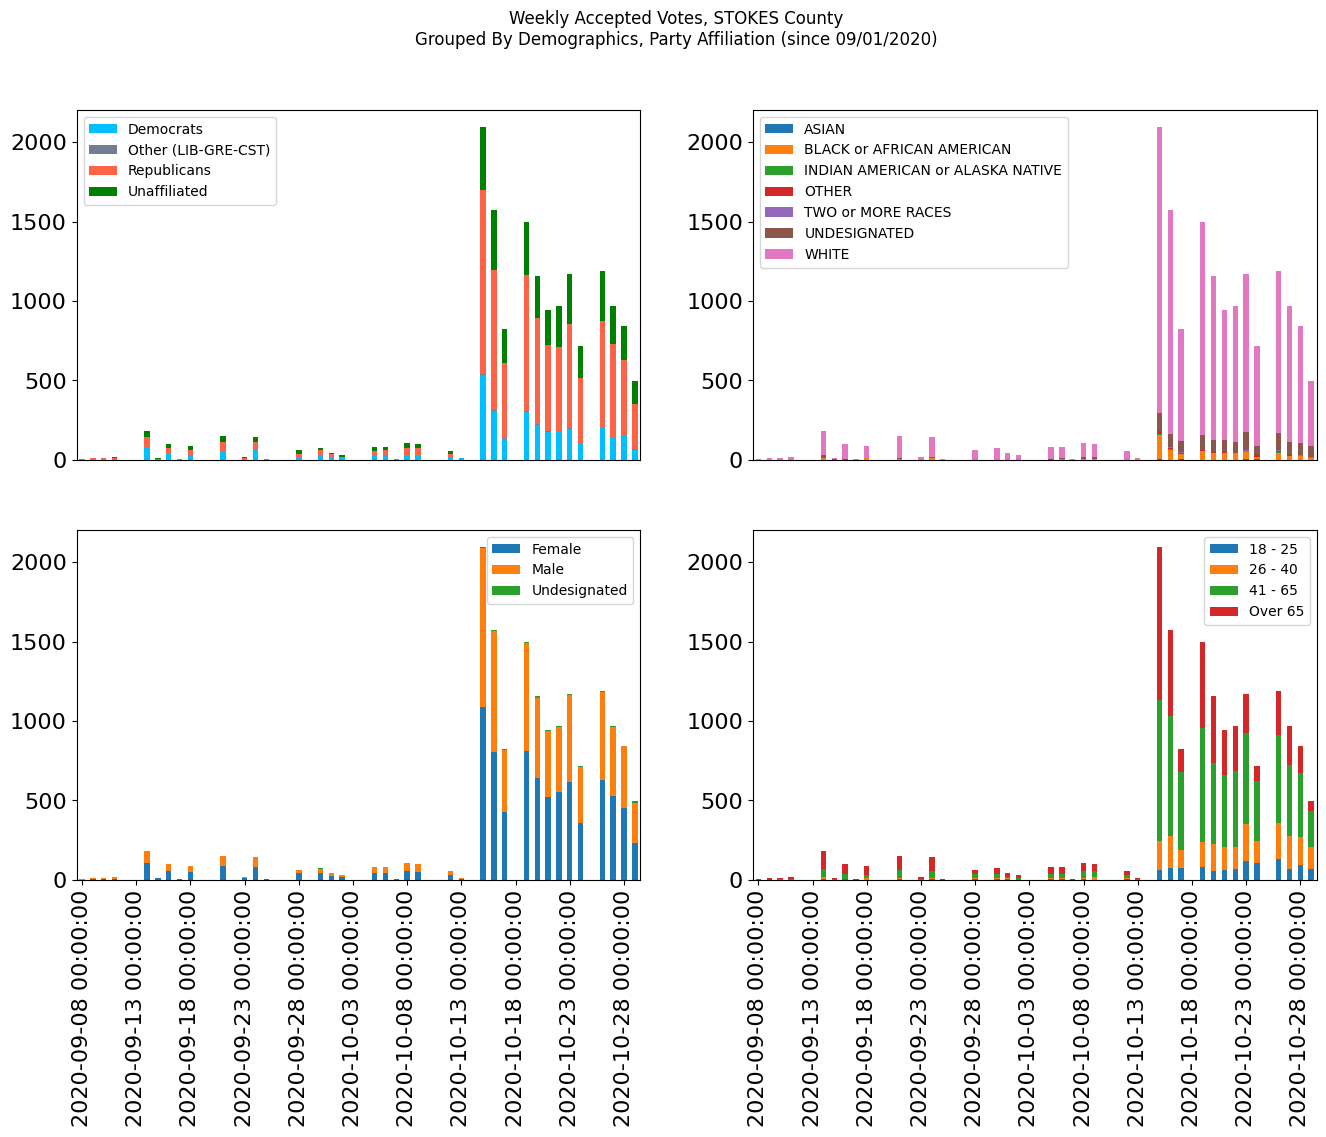 Weekly Accepted Votes, STOKES County
Grouped By Demographics, Party Affiliation (since 09/01/2020)
2000
1500
1000
500
0
Democrats
Other (LIB-GRE-CST)
Republicans
Unaffiliated
2000
1500
1000
500
0
ASIAN
BLACK or AFRICAN AMERICAN
INDIAN AMERICAN or ALASKA NATIVE
OTHER
TWO or MORE RACES
UNDESIGNATED
WHITE
2000
1500
1000
500
0
Female
Male
Undesignated
2020-09-08 00:00:00
2020-09-13 00:00:00
2020-09-18 00:00:00
2020-09-23 00:00:00
2020-09-28 00:00:00
2020-10-03 00:00:00
2020-10-08 00:00:00
2020-10-13 00:00:00
2020-10-18 00:00:00
2020-10-23 00:00:00
2020-10-28 00:00:00
2000
1500
1000
500
0
18 - 25
26 - 40
41 - 65
Over 65
2020-09-08 00:00:00
2020-09-13 00:00:00
2020-09-18 00:00:00
2020-09-23 00:00:00
2020-09-28 00:00:00
2020-10-03 00:00:00
2020-10-08 00:00:00
2020-10-13 00:00:00
2020-10-18 00:00:00
2020-10-23 00:00:00
2020-10-28 00:00:00